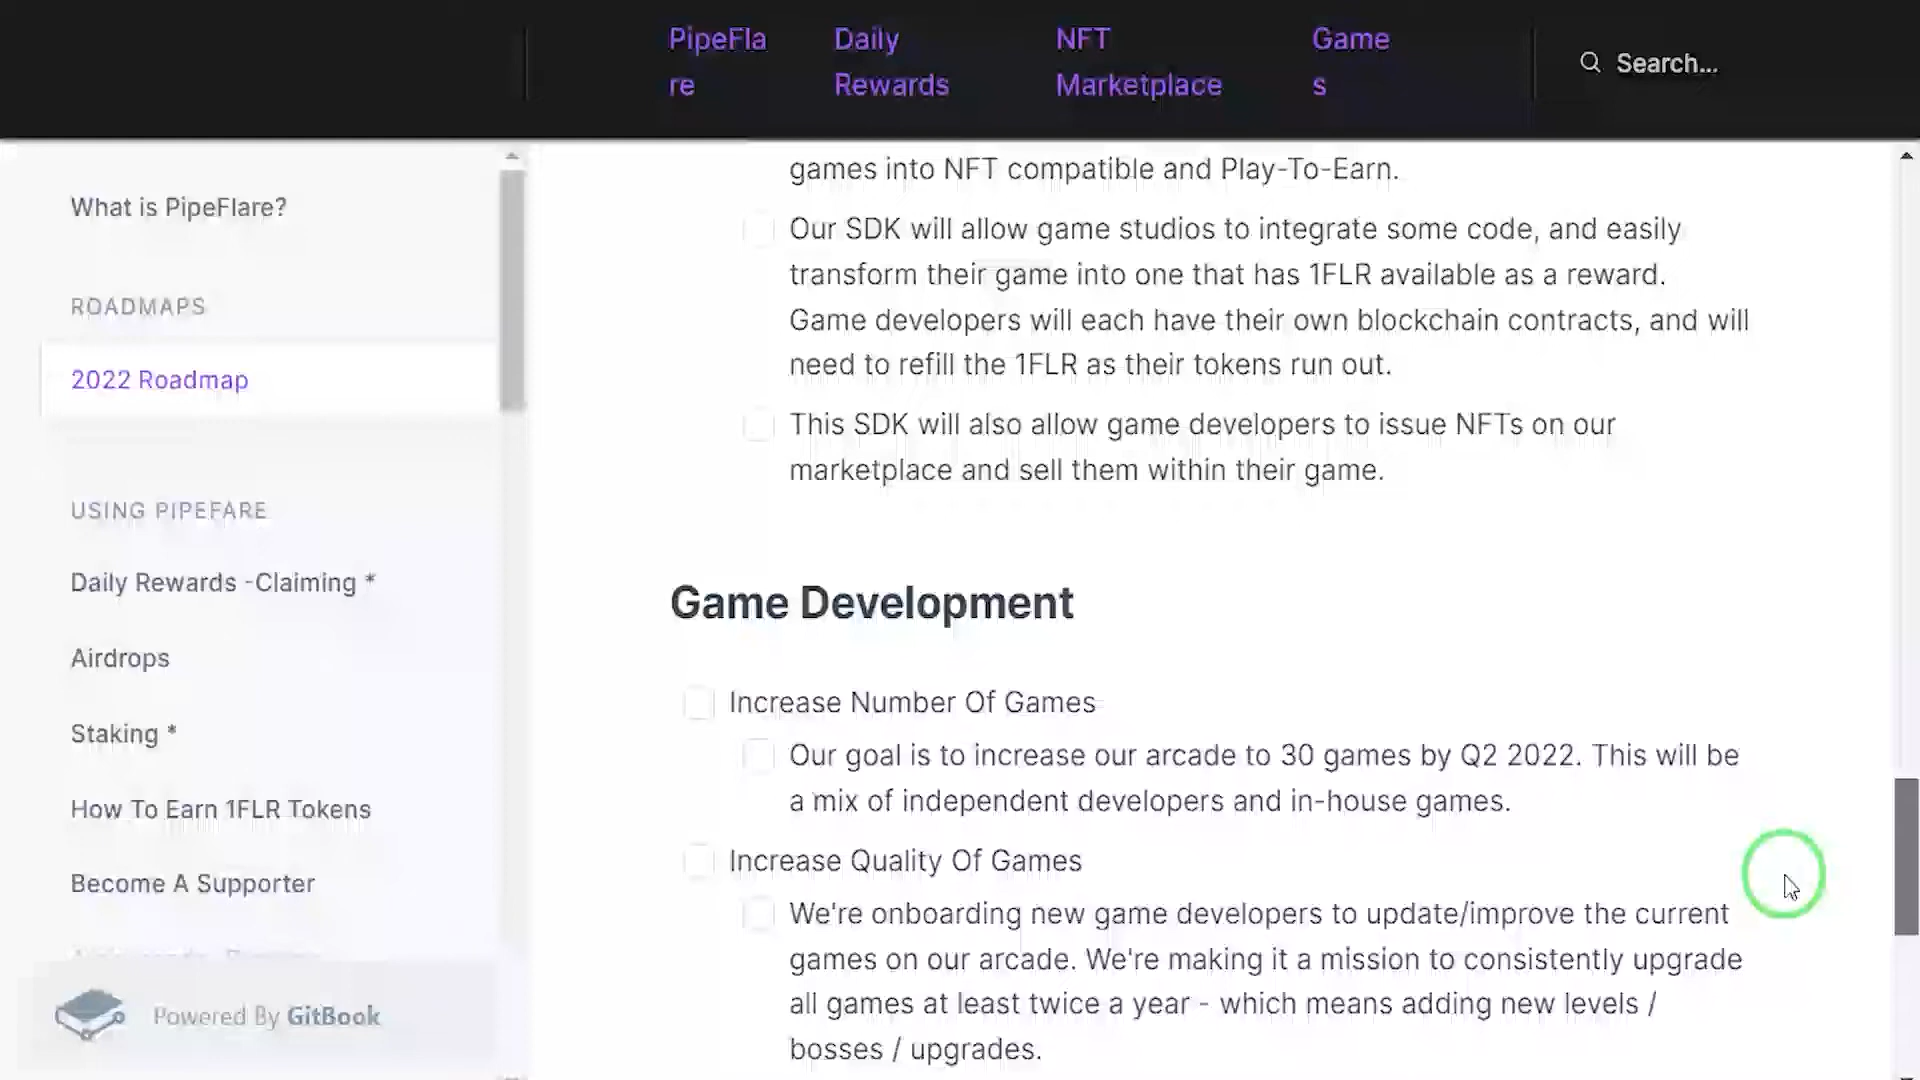 PipeFla
re
Daily
Rewards
NFT
Marketplace
Game
s
Search...
What is PipeFlare?
ROADMAPS
2022 Roadmap
USING PIPEFARE
Daily Rewards -Claiming *
Airdrops
Staking *
How To Earn 1FLR Tokens
Become A Supporter
Powered By GitBook
games into NFT compatible and Play-To-Earn.
Our SDK will allow game studios to integrate some code, and easily
transform their game into one that has 1FLR available as a reward.
Game developers will each have their own blockchain contracts, and will
need to refill the 1FLR as their tokens run out.
This SDK will also allow game developers to issue NFTs on our
marketplace and sell them within their game.
Game Development
Increase Number Of Games
Our goal is to increase our arcade to 30 games by Q2 2022. This will be
a mix of independent developers and in-house games.
Increase Quality Of Games
We're onboarding new game developers to update/improve the current
games on our arcade. We're making it a mission to consistently upgrade
all games at least twice a year - which means adding new levels /
bosses / upgrades.